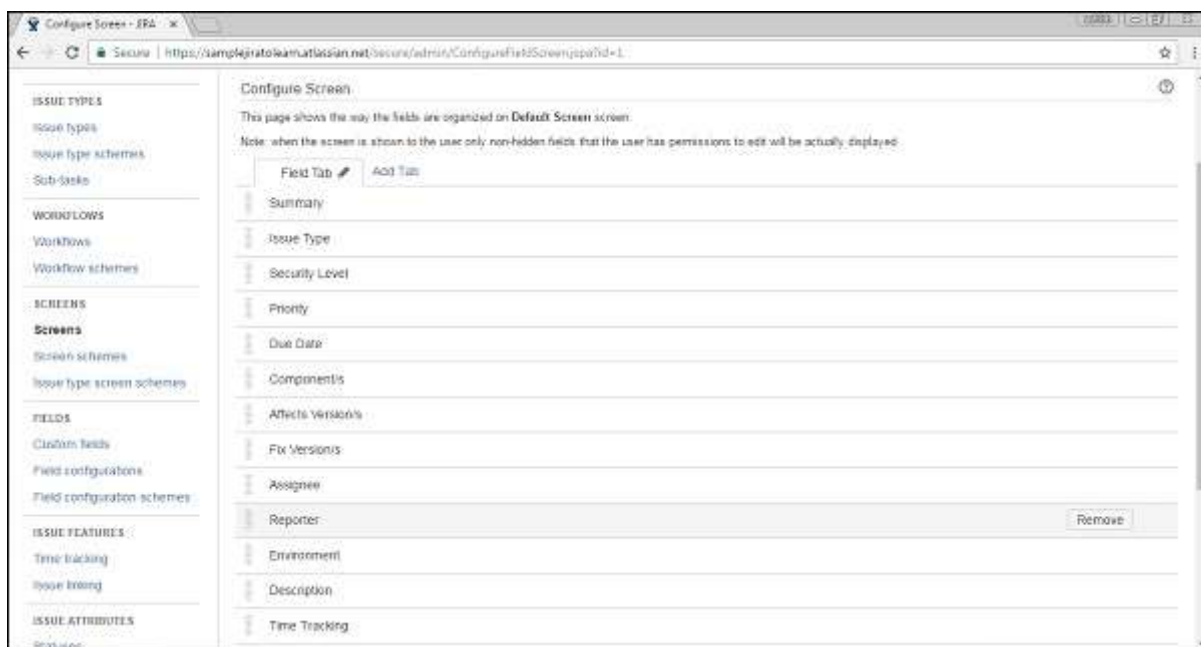 Configure Screen - JIRA
Secure | https://samplejiratolearn.atlassian.net/secure/admin/ConfigureFieldScreen.jspa?id=1
ISSUE TYPES
Issue types
Issue type schemes
Sub-tasks
WORKFLOWS
Workflows
Workflow schemes
SCREENS
Screens
Screen schemes
Issue type screen schemes
FIELDS
Custom fields
Field configurations
Field configuration schemes
ISSUE FEATURES
Time tracking
Issue linking
ISSUE ATTRIBUTES
Statuses
Configure Screen
This page shows the way the fields are organized on Default Screen screen.
Note: when the screen is shown to the user only non-hidden fields that the user has permissions to edit will be actually displayed
Field Tab Add Tab
Summary
Issue Type
Security Level
Priority
Due Date
Component/s
Affects Version/s
Fix Version/s
Assignee
Reporter Remove
Environment
Description
Time Tracking